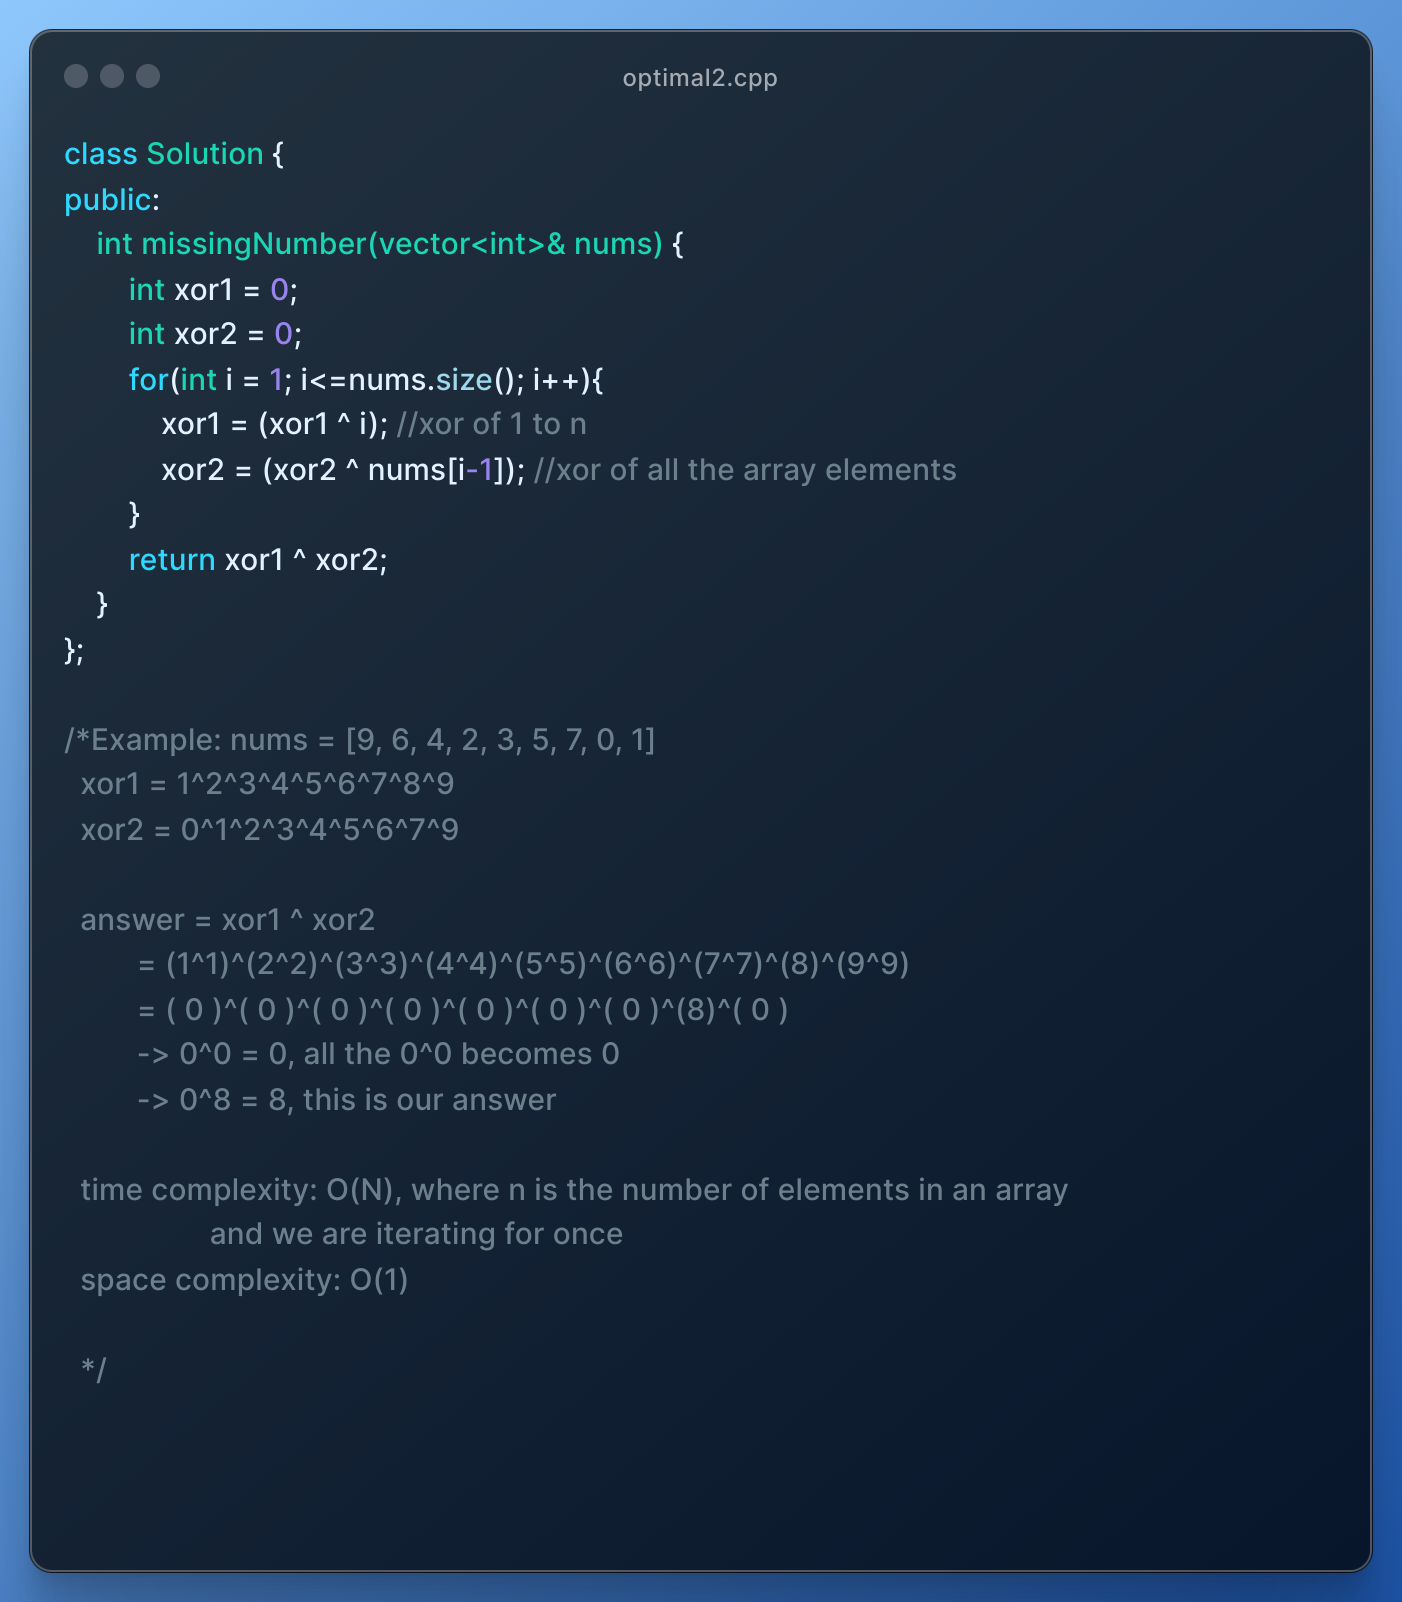 optimal2.cpp
class Solution {
public:
    int missingNumber(vector<int>& nums) {
        int xor1 = 0;
        int xor2 = 0;
        for(int i = 1; i<=nums.size(); i++){
            xor1 = (xor1 ^ i); //xor of 1 to n
            xor2 = (xor2 ^ nums[i-1]); //xor of all the array elements
        }
        return xor1 ^ xor2;
    }
};
/*Example: nums = [9, 6, 4, 2, 3, 5, 7, 0, 1]
  xor1 = 1^2^3^4^5^6^7^8^9
  xor2 = 0^1^2^3^4^5^6^7^9
  answer = xor1 ^ xor2
         = (1^1)^(2^2)^(3^3)^(4^4)^(5^5)^(6^6)^(7^7)^(8)^(9^9)
         = ( 0 )^( 0 )^( 0 )^( 0 )^( 0 )^( 0 )^( 0 )^(8)^( 0 )
         -> 0^0 = 0, all the 0^0 becomes 0
         -> 0^8 = 8, this is our answer
  time complexity: O(N), where n is the number of elements in an array
                  and we are iterating for once
  space complexity: O(1)
  */